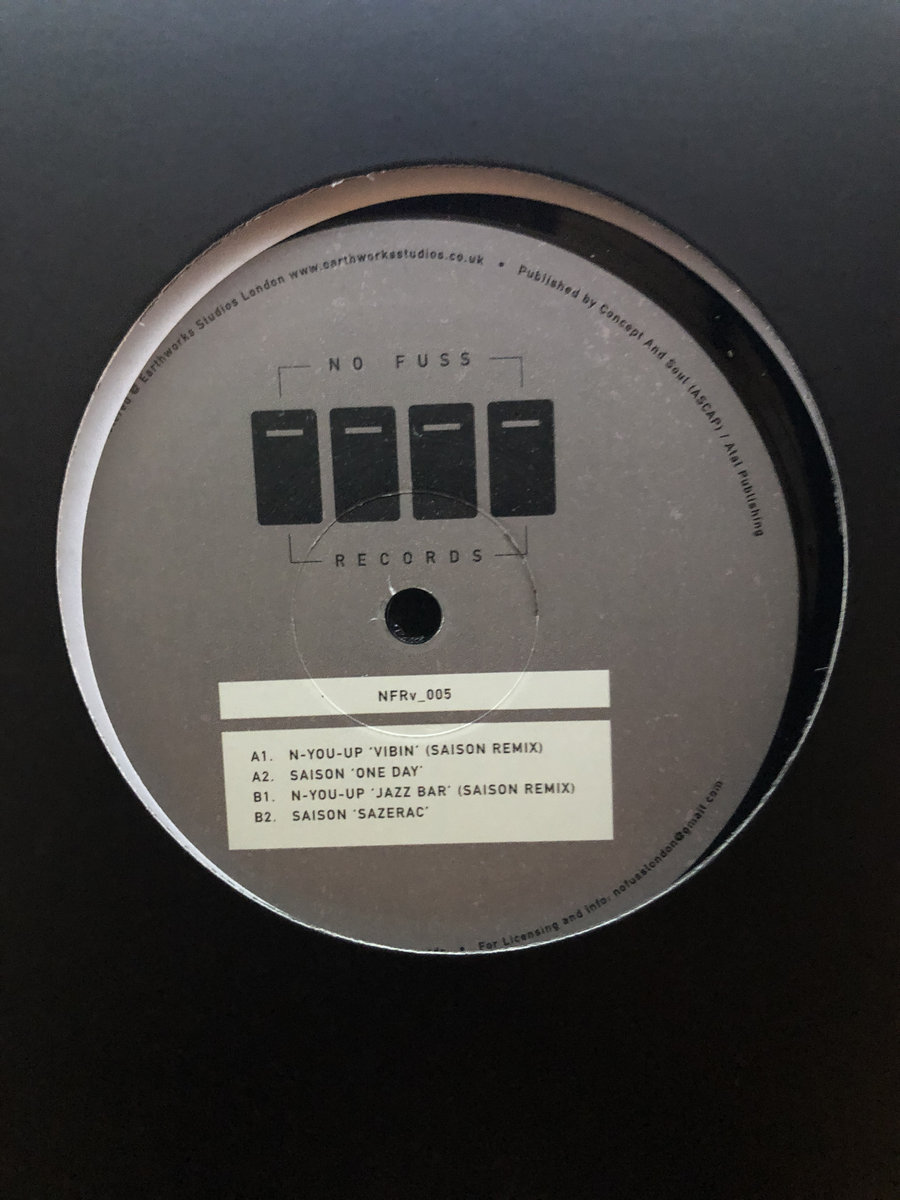 © Earthworks Studios London www.earthworksstudios.co.uk • Published by Concept And Soul (ASCAP) / Atal Publishing
NO FUSS
RECORDS
NFRv_005
A1. N-YOU-UP 'VIBIN' (SAISON REMIX)
A2. SAISON 'ONE DAY'
B1. N-YOU-UP 'JAZZ BAR' (SAISON REMIX)
B2. SAISON 'SAZERAC'
• For Licensing and info: nofusslondon@gmail.com